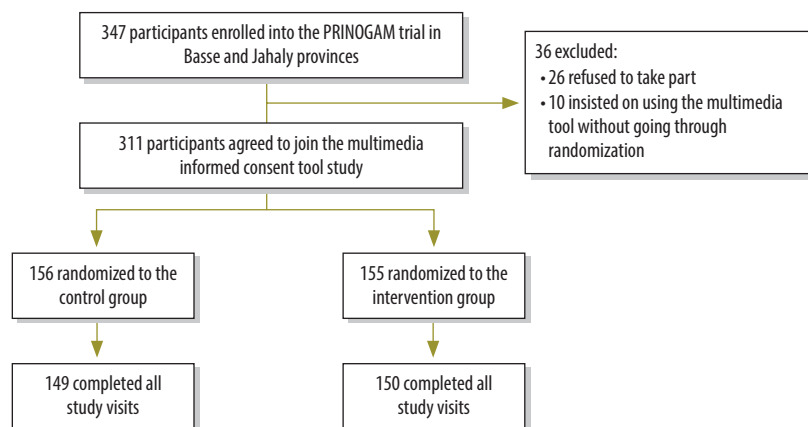 347 participants enrolled into the PRINOGAM trial in
Basse and Jahaly provinces
36 excluded:
• 26 refused to take part
• 10 insisted on using the multimedia
tool without going through
randomization
311 participants agreed to join the multimedia
informed consent tool study
156 randomized to the
control group
155 randomized to the
intervention group
149 completed all
study visits
150 completed all
study visits